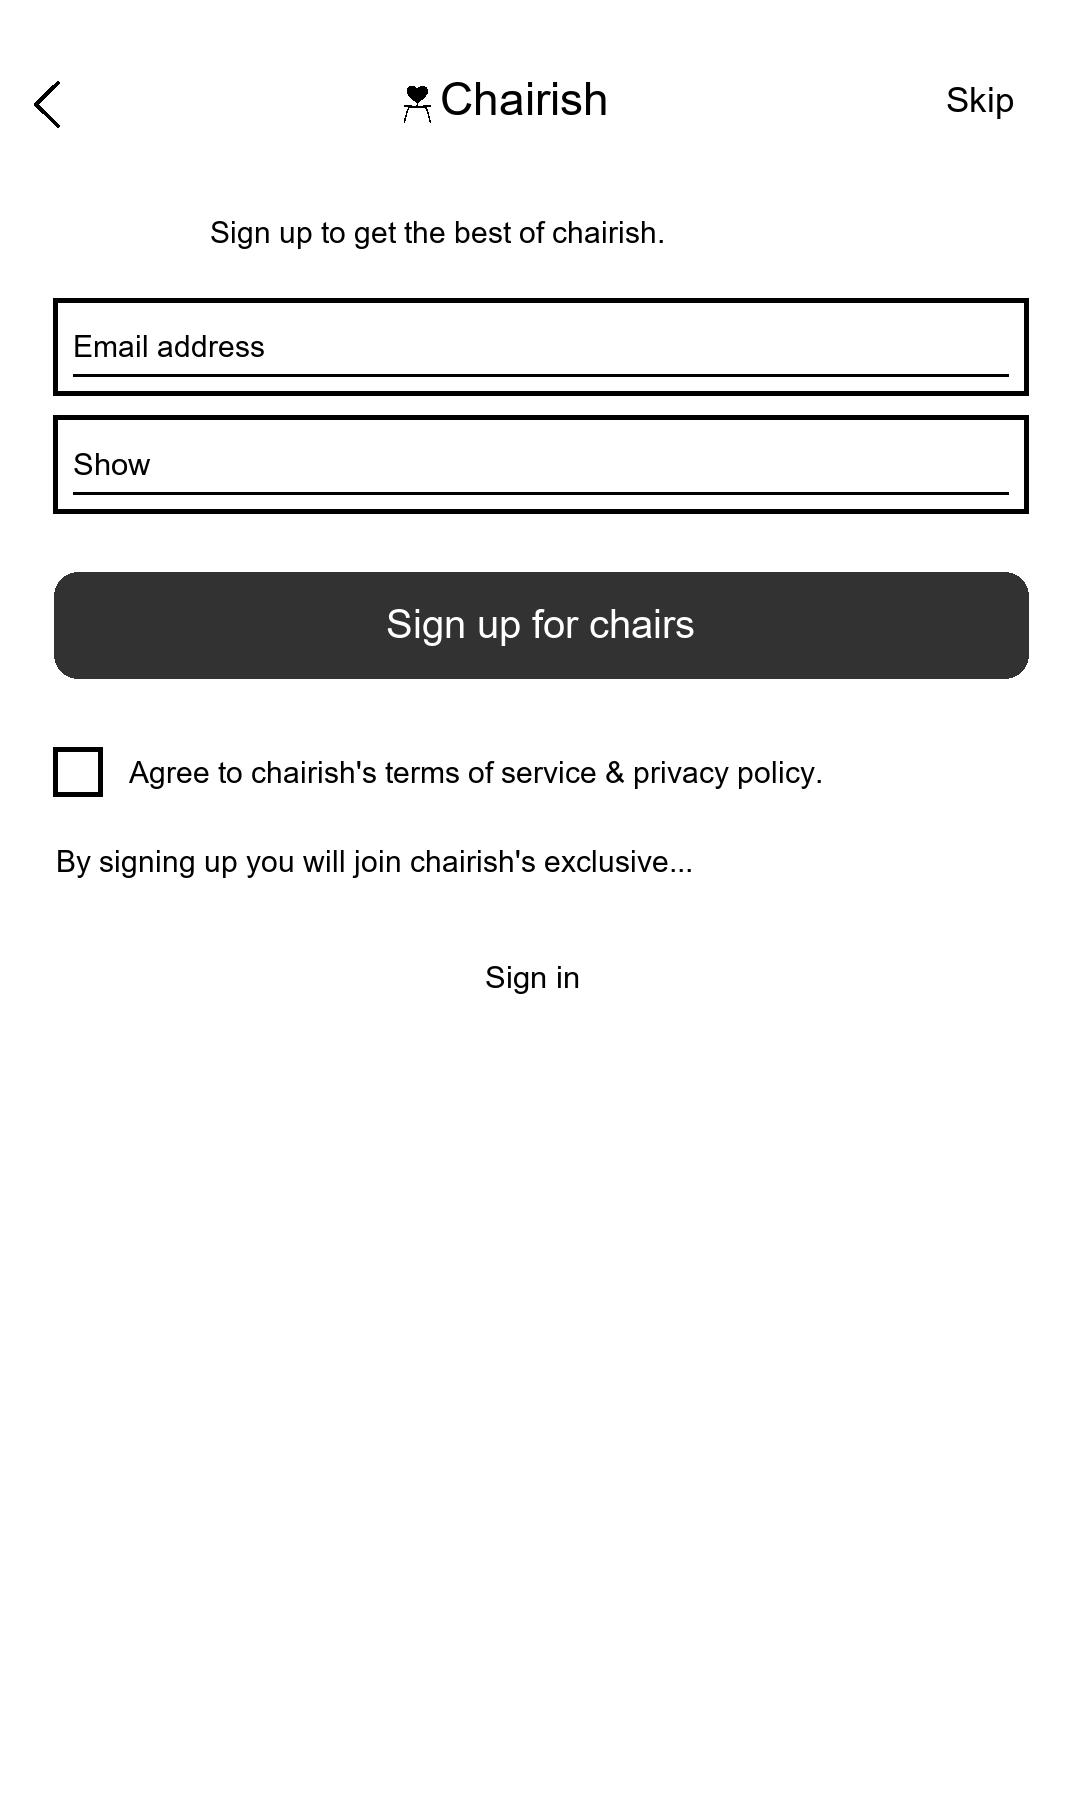 Chairish
Skip
Sign up to get the best of chairish.
Email address
Show
Sign up for chairs
Agree to chairish's terms of service & privacy policy.
By signing up you will join chairish's exclusive...
Sign in